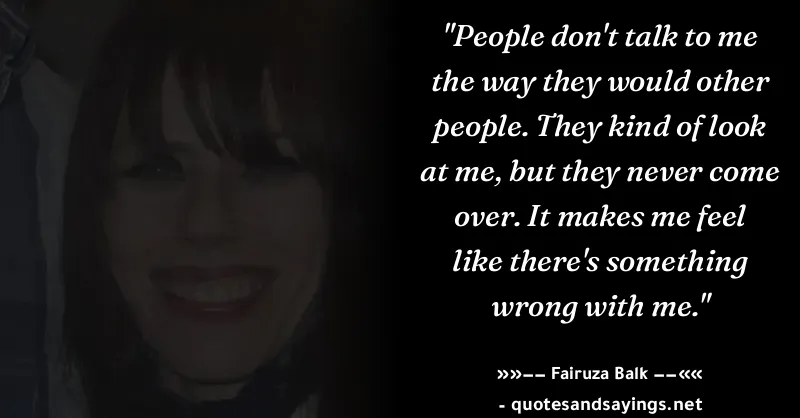 "People don't talk to me
the way they would other
people. They kind of look
at me, but they never come
over. It makes me feel
like there's something
wrong with me."
»»–– Fairuza Balk ––««
- quotesandsayings.net